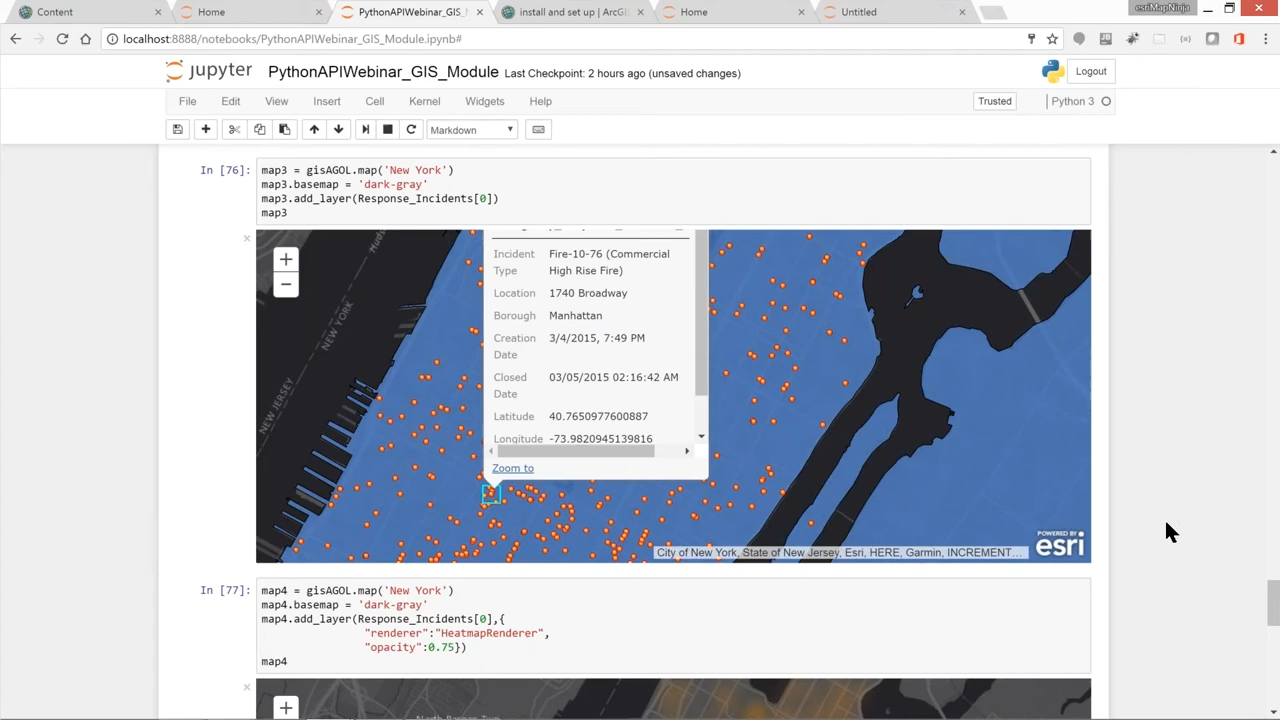 Content
Home
PythonAPIWebinar_GIS_
install and set up | ArcGI
Home
Untitled
esriMapNinja
localhost:8888/notebooks/PythonAPIWebinar_GIS_Module.ipynb#
jupyter PythonAPIWebinar_GIS_Module Last Checkpoint: 2 hours ago (unsaved changes)
Logout
File Edit View Insert Cell Kernel Widgets Help
Trusted
Python 3
Markdown
In [76]:
map3 = gisAGOL.map('New York')
map3.basemap = 'dark-gray'
map3.add_layer(Response_Incidents[0])
map3
Incident Type Fire-10-76 (Commercial High Rise Fire)
Location 1740 Broadway
Borough Manhattan
Creation Date 3/4/2015, 7:49 PM
Closed Date 03/05/2015 02:16:42 AM
Latitude 40.7650977600887
Longitude -73.9820945139816
Zoom to
NEW YORK
NEW JERSEY
City of New York, State of New Jersey, Esri, HERE, Garmin, INCREMENT...
POWERED BY
esri
In [77]:
map4 = gisAGOL.map('New York')
map4.basemap = 'dark-gray'
map4.add_layer(Response_Incidents[0],{
"renderer":"HeatmapRenderer",
"opacity":0.75})
map4